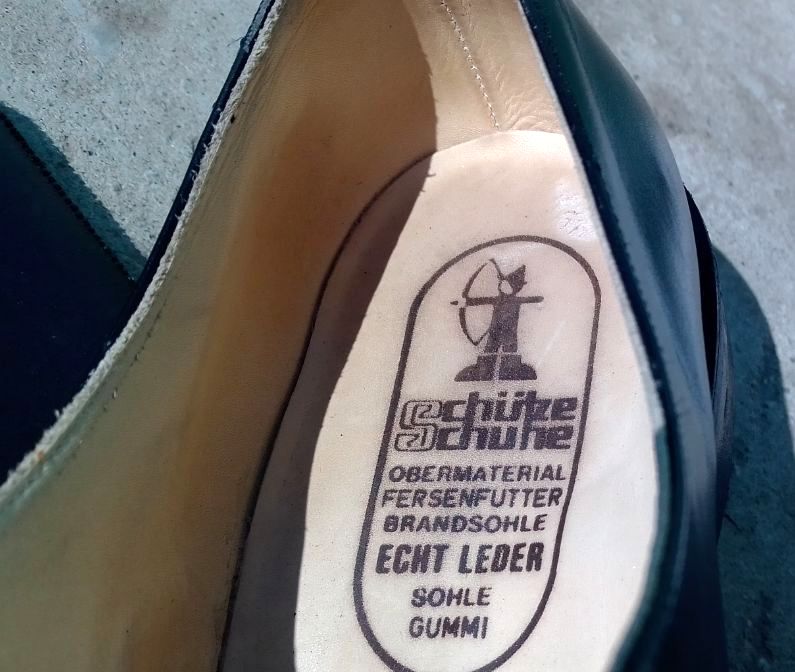 Schütze
Schuhe
OBERMATERIAL
FERSENFUTTER
BRANDSOHLE
ECHT LEDER
SOHLE
GUMMI